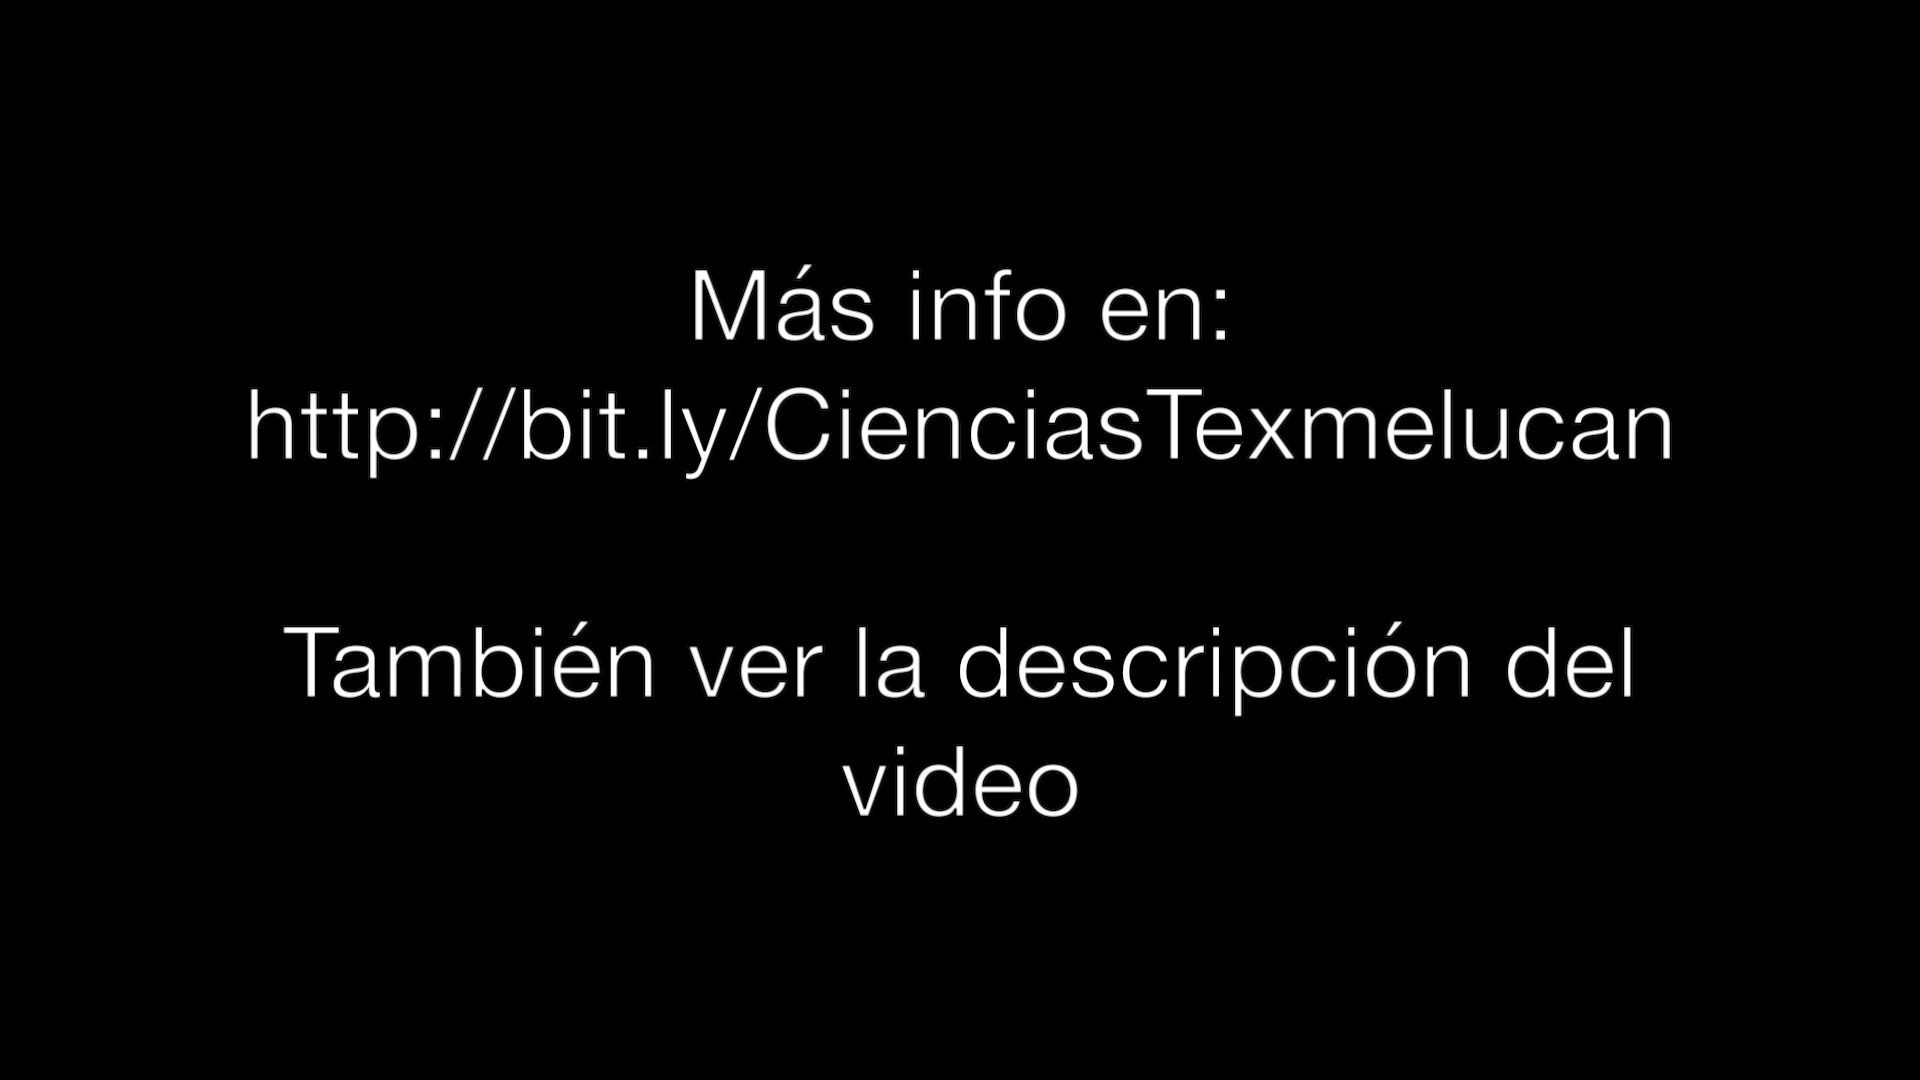 Más info en:
http://bit.ly/CienciasTexmelucan
También ver la descripción del
video